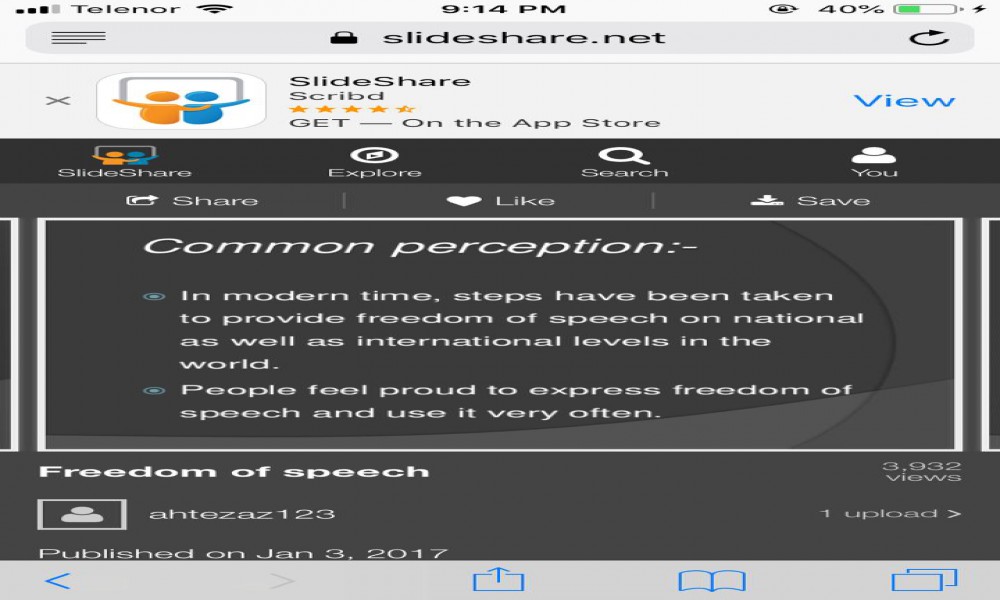 Telenor 9:14 PM 40%
slideshare.net
SlideShare
Scribd
GET — On the App Store
View
SlideShare Explore Search You
Share Like Save
Common perception:-
In modern time, steps have been taken
to provide freedom of speech on national
as well as international levels in the
world.
People feel proud to express freedom of
speech and use it very often.
Freedom of speech
3,932
views
ahtezaz123
1 upload >
Published on Jan 3, 2017